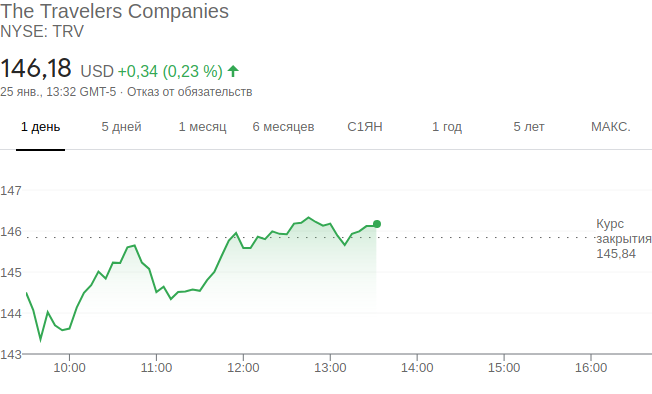 The Travelers Companies
NYSE: TRV
146,18 USD +0,34 (0,23 %)
25 янв., 13:32 GMT-5 · Отказ от обязательств
1 день 5 дней 1 месяц 6 месяцев С1ЯН 1 год 5 лет МАКС.
147
146
145
144
143
Курс
закрытия
145,84
10:00 11:00 12:00 13:00 14:00 15:00 16:00